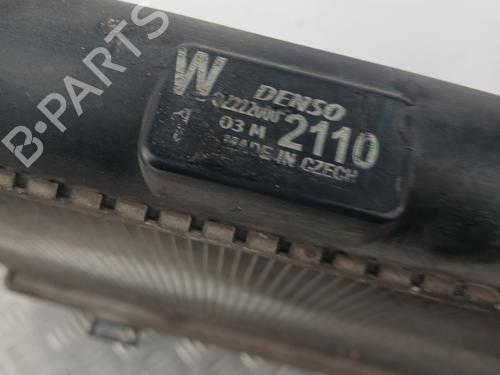 W DENSO
03 M 2110
MADE IN CZECH
B-PARTS